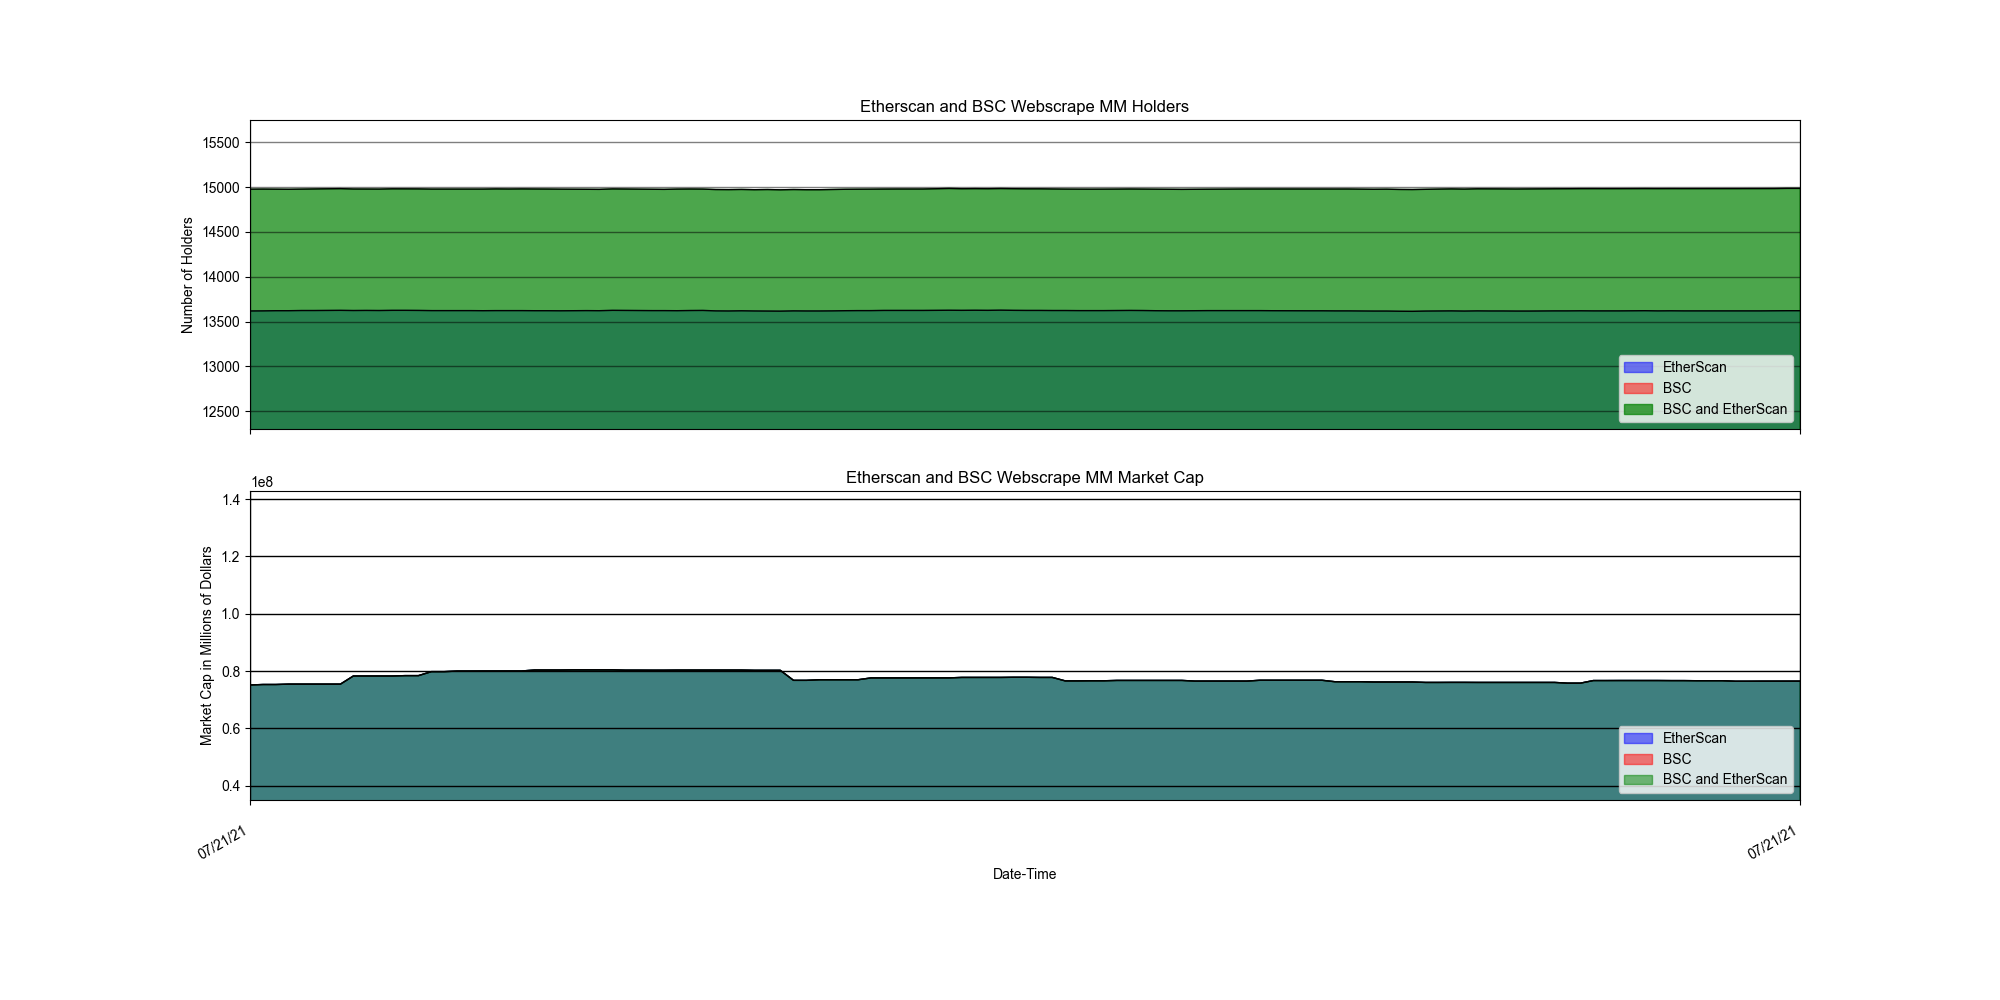 Etherscan and BSC Webscrape MM Holders
15500
15000
14500
14000
13500
13000
12500
Number of Holders
EtherScan
BSC
BSC and EtherScan
Etherscan and BSC Webscrape MM Market Cap
1e8
1.4
1.2
1.0
0.8
0.6
0.4
Market Cap in Millions of Dollars
EtherScan
BSC
BSC and EtherScan
07/21/21
07/21/21
Date-Time